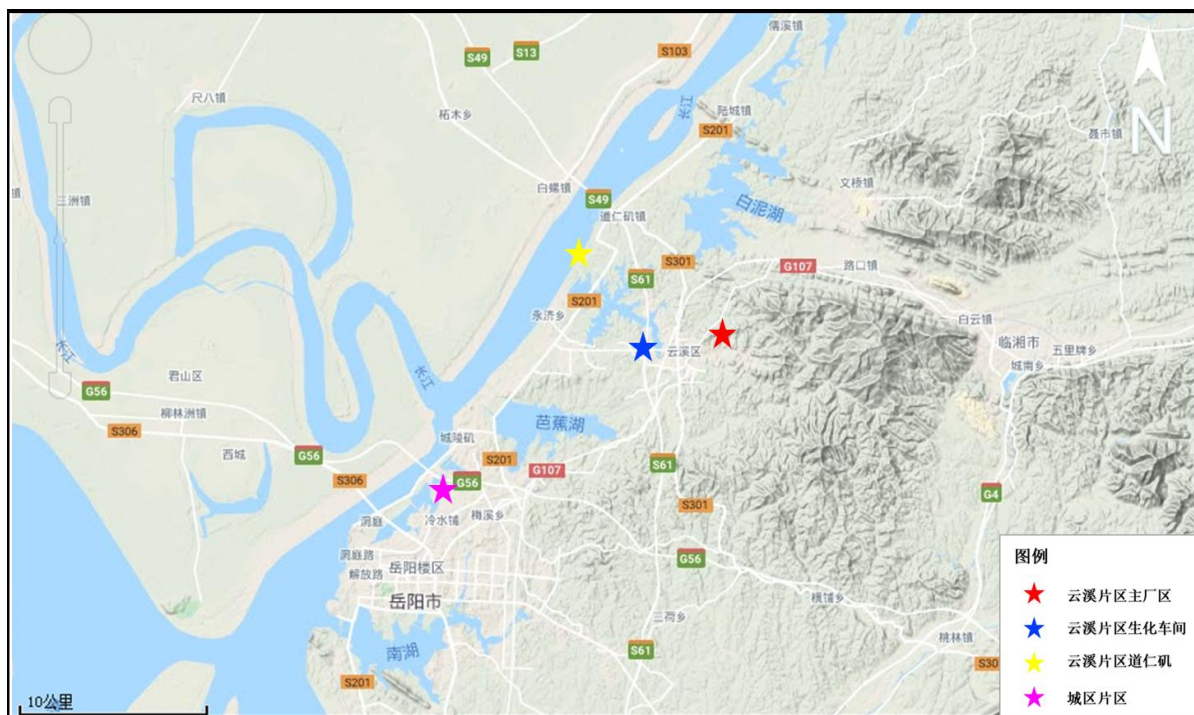 儒溪镇
S103
S49
S13
尺八镇
柘木乡
长江
陆城镇
S201
聂市镇
N
文桥镇
白螺镇
三洲镇
镇
S49
道仁矶镇
白泥湖
S301
G107
路口镇
S61
S201
永济乡
白云镇
云溪区
临湘市
五里牌乡
城南乡
长江
君山区
长江
G56
柳林洲镇
S306
芭蕉湖
城陵矶
西城
G56
S201
G107
S61
S306
G56
G4
S301
洞庭
冷水铺
梅溪乡
洞庭路
岳阳楼区
解放路
G56
岳阳市
横铺乡
三荷乡
桃林镇
南湖
S61
S30
S201
10公里
图例
云溪片区主厂区
云溪片区生化车间
云溪片区道仁矶
城区片区